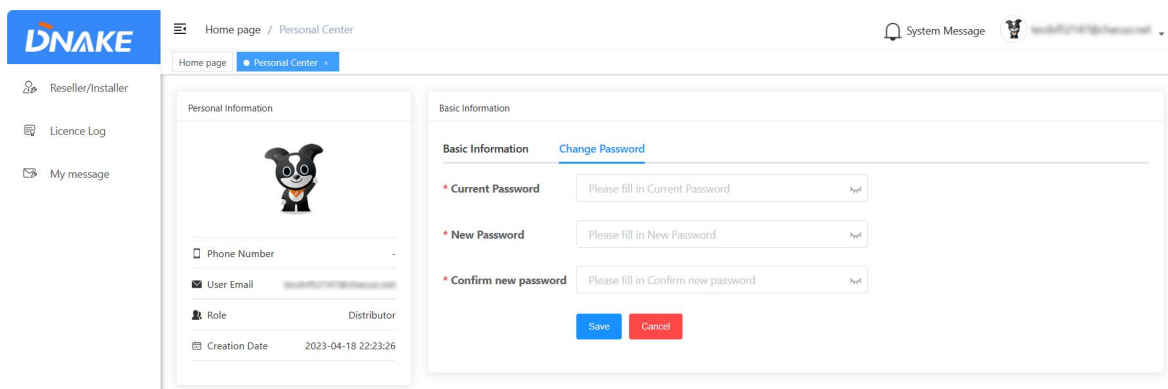 DNAKE
Home page / Personal Center
System Message
Home page
Personal Center ×
Reseller/Installer
Licence Log
My message
Personal Information
Phone Number -
User Email
Role Distributor
Creation Date 2023-04-18 22:23:26
Basic Information
Basic Information Change Password
* Current Password Please fill in Current Password
* New Password Please fill in New Password
* Confirm new password Please fill in Confirm new password
Save Cancel